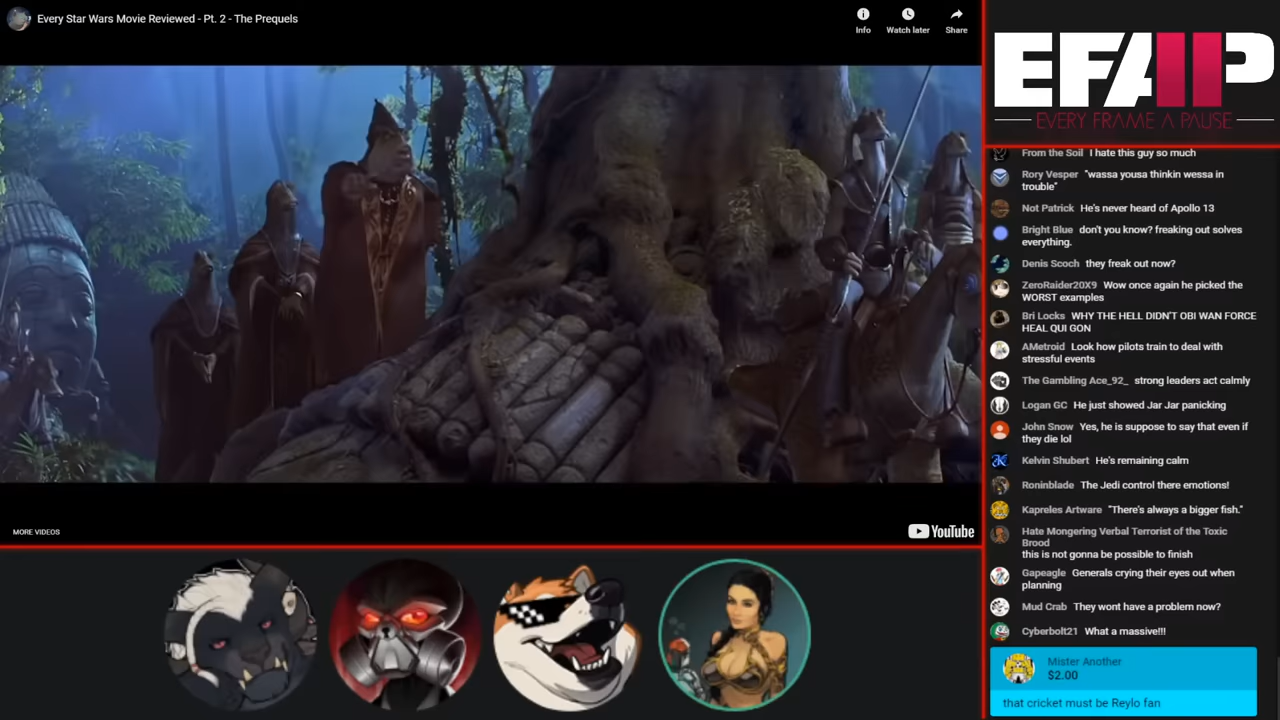 Every Star Wars Movie Reviewed - Pt. 2 - The Prequels
Info
Watch later
Share
MORE VIDEOS
YouTube
EFAP
EVERY FRAME A PAUSE
From the Soil I hate this guy so much
Rory Vesper "wassa yousa thinkin wessa in
trouble"
Not Patrick He's never heard of Apollo 13
Bright Blue don't you know? freaking out solves
everything.
Denis Scoch they freak out now?
ZeroRaider20X9 Wow once again he picked the
WORST examples
Bri Locks WHY THE HELL DIDN'T OBI WAN FORCE
HEAL QUI GON
AMetroid Look how pilots train to deal with
stressful events
The Gambling Ace_92_ strong leaders act calmly
Logan GC He just showed Jar Jar panicking
John Snow Yes, he is suppose to say that even if
they die lol
Kelvin Shubert He's remaining calm
Roninblade The Jedi control there emotions!
Kapreles Artware "There's always a bigger fish."
Hate Mongering Verbal Terrorist of the Toxic
Brood
this is not gonna be possible to finish
Gapeagle Generals crying their eyes out when
planning
Mud Crab They wont have a problem now?
Cyberbolt21 What a massive!!!
Mister Another
$2.00
that cricket must be Reylo fan